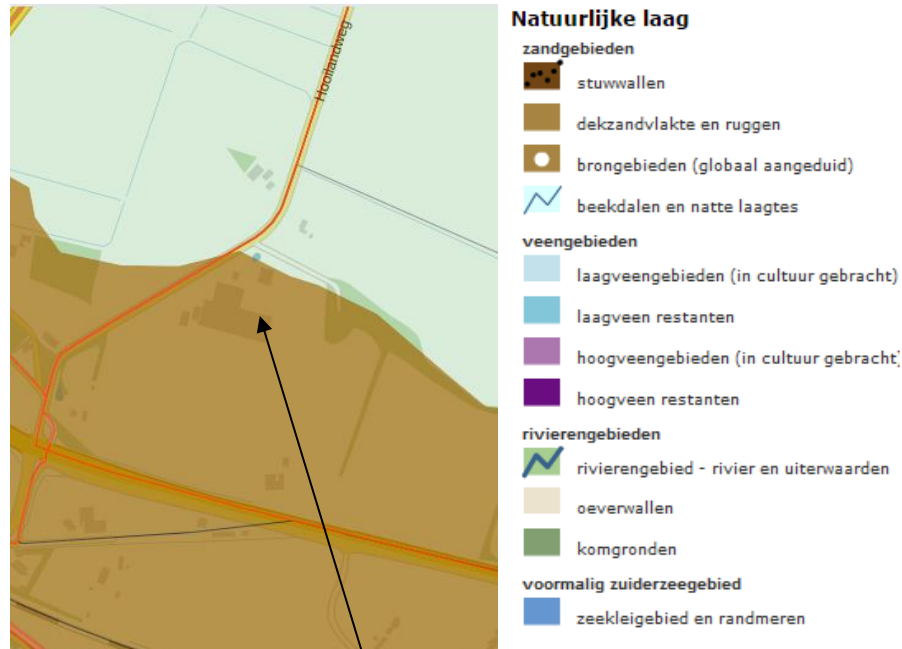 Hooilandweg
Natuurlijke laag
zandgebieden
stuwwallen
dekzandvlakte en ruggen
brongebieden (globaal aangeduid)
beekdalen en natte laagtes
veengebieden
laagveengebieden (in cultuur gebracht)
laagveen restanten
hoogveengebieden (in cultuur gebracht)
hoogveen restanten
rivierengebieden
rivierengebied - rivier en uiterwaarden
oeverwallen
komgronden
voormalig zuiderzeegebied
zeekleigebied en randmeren